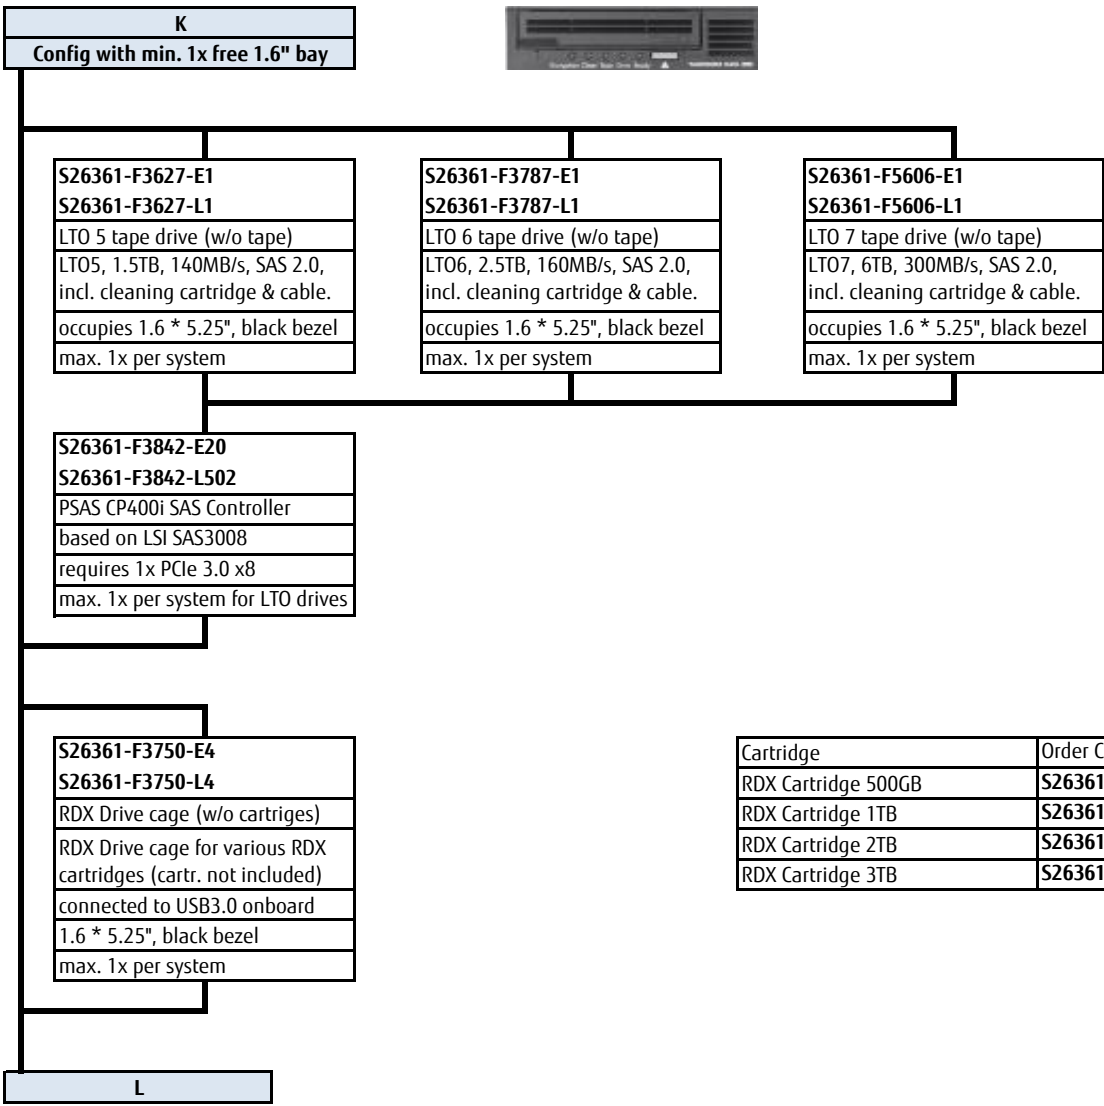 K
Config with min. 1x free 1.6" bay
S26361-F3627-E1
S26361-F3627-L1
LTO 5 tape drive (w/o tape)
LTO5, 1.5TB, 140MB/s, SAS 2.0,
incl. cleaning cartridge & cable.
occupies 1.6 * 5.25", black bezel
max. 1x per system
S26361-F3787-E1
S26361-F3787-L1
LTO 6 tape drive (w/o tape)
LTO6, 2.5TB, 160MB/s, SAS 2.0,
incl. cleaning cartridge & cable.
occupies 1.6 * 5.25", black bezel
max. 1x per system
S26361-F5606-E1
S26361-F5606-L1
LTO 7 tape drive (w/o tape)
LTO7, 6TB, 300MB/s, SAS 2.0,
incl. cleaning cartridge & cable.
occupies 1.6 * 5.25", black bezel
max. 1x per system
S26361-F3842-E20
S26361-F3842-L502
PSAS CP400i SAS Controller
based on LSI SAS3008
requires 1x PCIe 3.0 x8
max. 1x per system for LTO drives
S26361-F3750-E4
S26361-F3750-L4
RDX Drive cage (w/o cartriges)
RDX Drive cage for various RDX
cartridges (cartr. not included)
connected to USB3.0 onboard
1.6 * 5.25", black bezel
max. 1x per system
Cartridge Order C
RDX Cartridge 500GB S26361
RDX Cartridge 1TB S26361
RDX Cartridge 2TB S26361
RDX Cartridge 3TB S26361
L